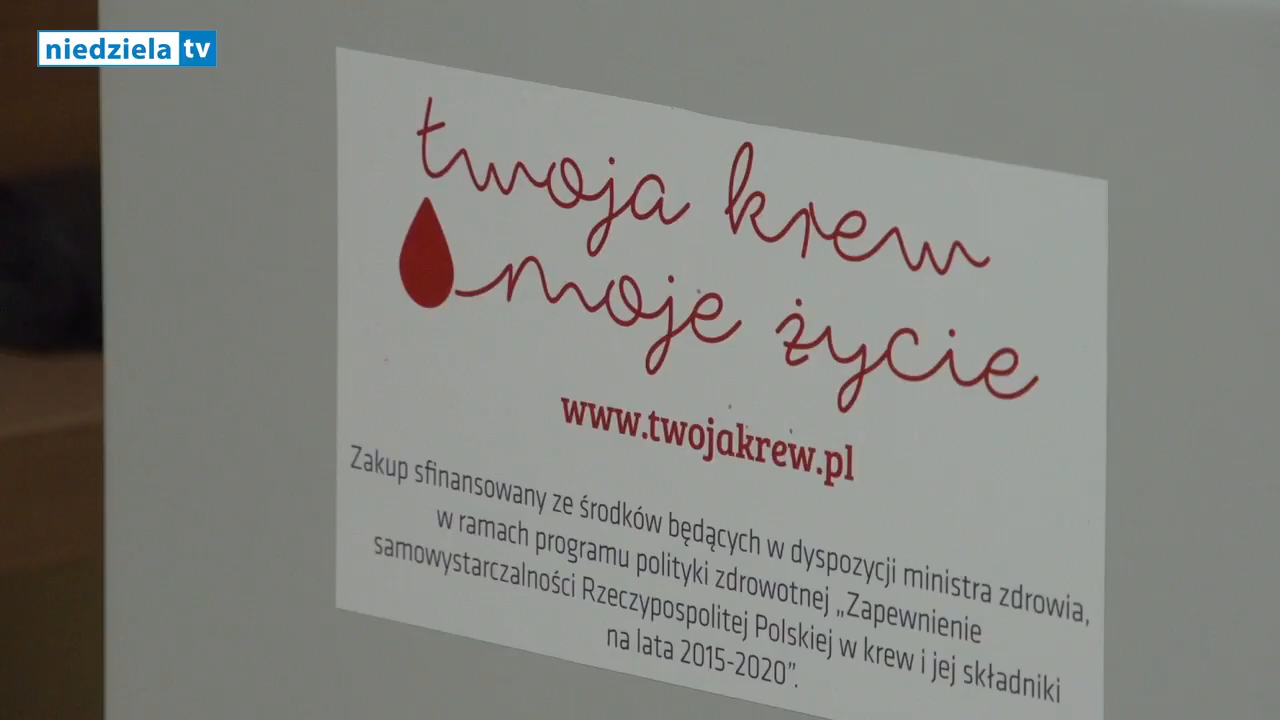 niedziela tv
twoja krew
moje życie
www.twojakrew.pl
Zakup sfinansowany ze środków będących w dyspozycji ministra zdrowia,
w ramach programu polityki zdrowotnej „Zapewnienie
samowystarczalności Rzeczypospolitej Polskiej w krew i jej składniki
na lata 2015-2020”.